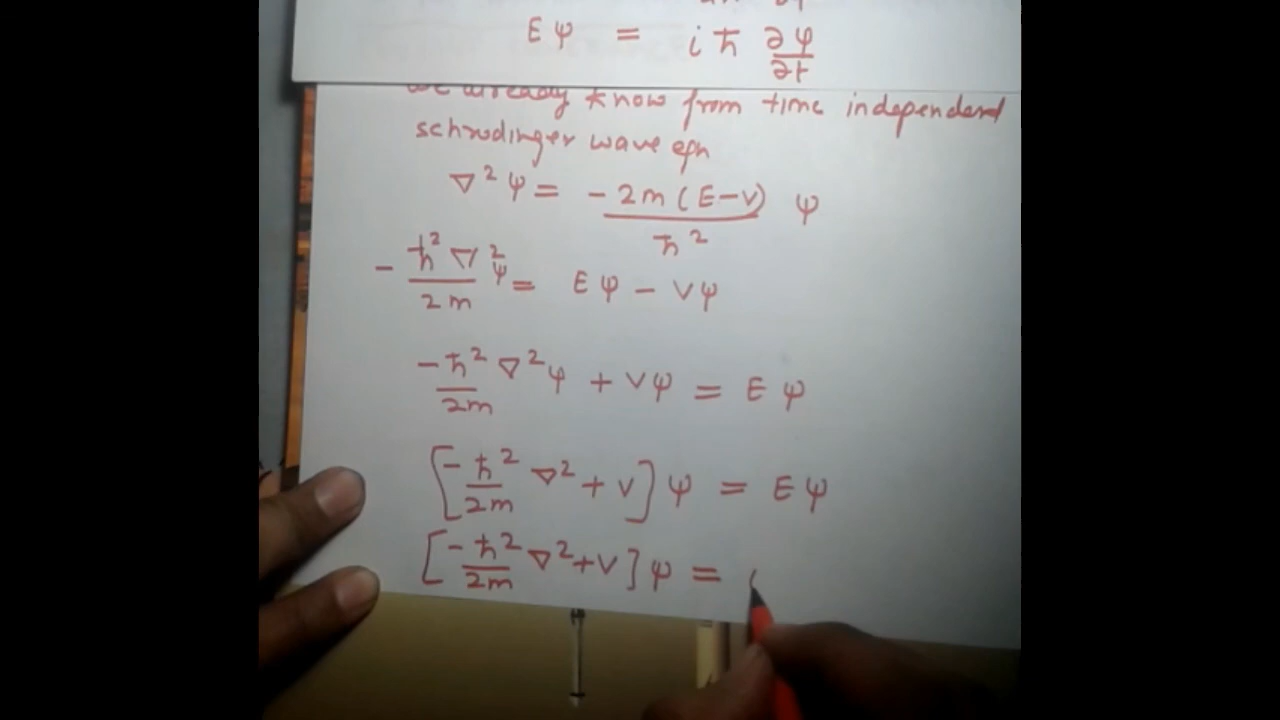 Eψ = iħ ∂ψ/∂t
we already know from time independent
schrodinger wave eqn
∇²ψ = -2m(E-V)/ħ² ψ
-ħ²∇²ψ/2m = Eψ - Vψ
-ħ²/2m ∇²ψ + Vψ = Eψ
[-ħ²/2m ∇² + V]ψ = Eψ
[-ħ²/2m ∇² + V]ψ =